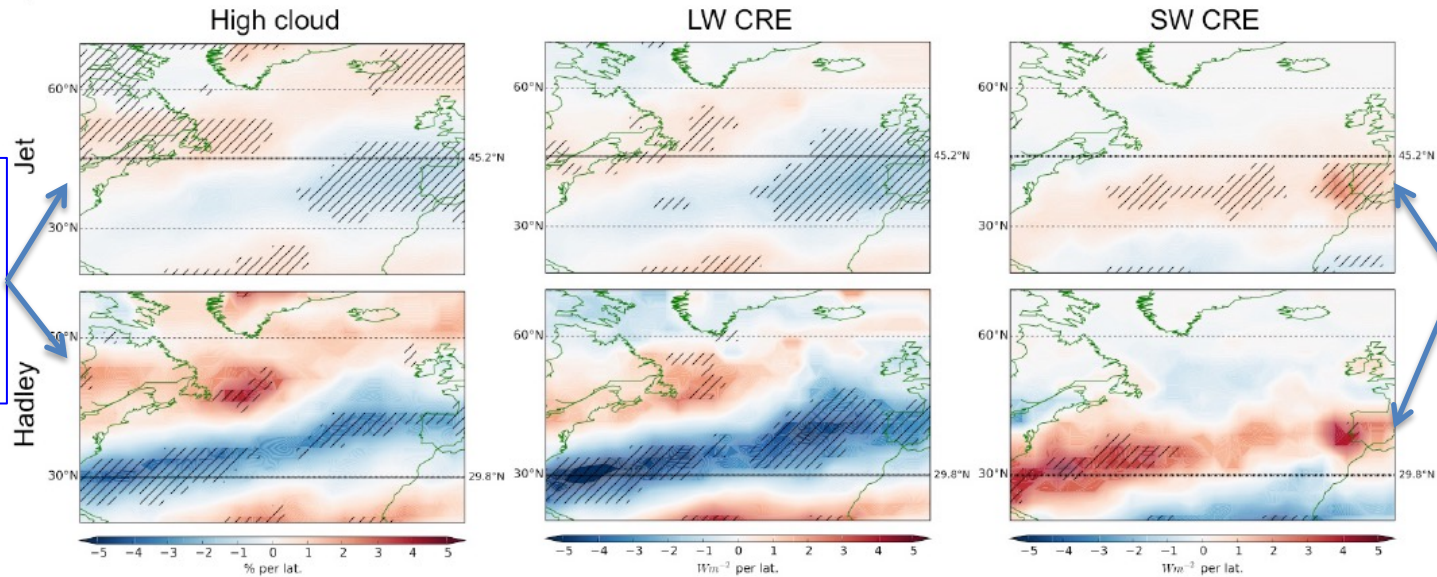 High cloud
LW CRE
SW CRE
Jet
60°N
30°N
45.2°N
60°N
30°N
45.2°N
60°N
30°N
45.2°N
Hadley
30°N
29.8°N
60°N
30°N
29.8°N
60°N
30°N
29.8°N
−5 −4 −3 −2 −1 0 1 2 3 4 5
% per lat.
−5 −4 −3 −2 −1 0 1 2 3 4 5
Wm⁻² per lat.
−5 −4 −3 −2 −1 0 1 2 3 4 5
Wm⁻² per lat.